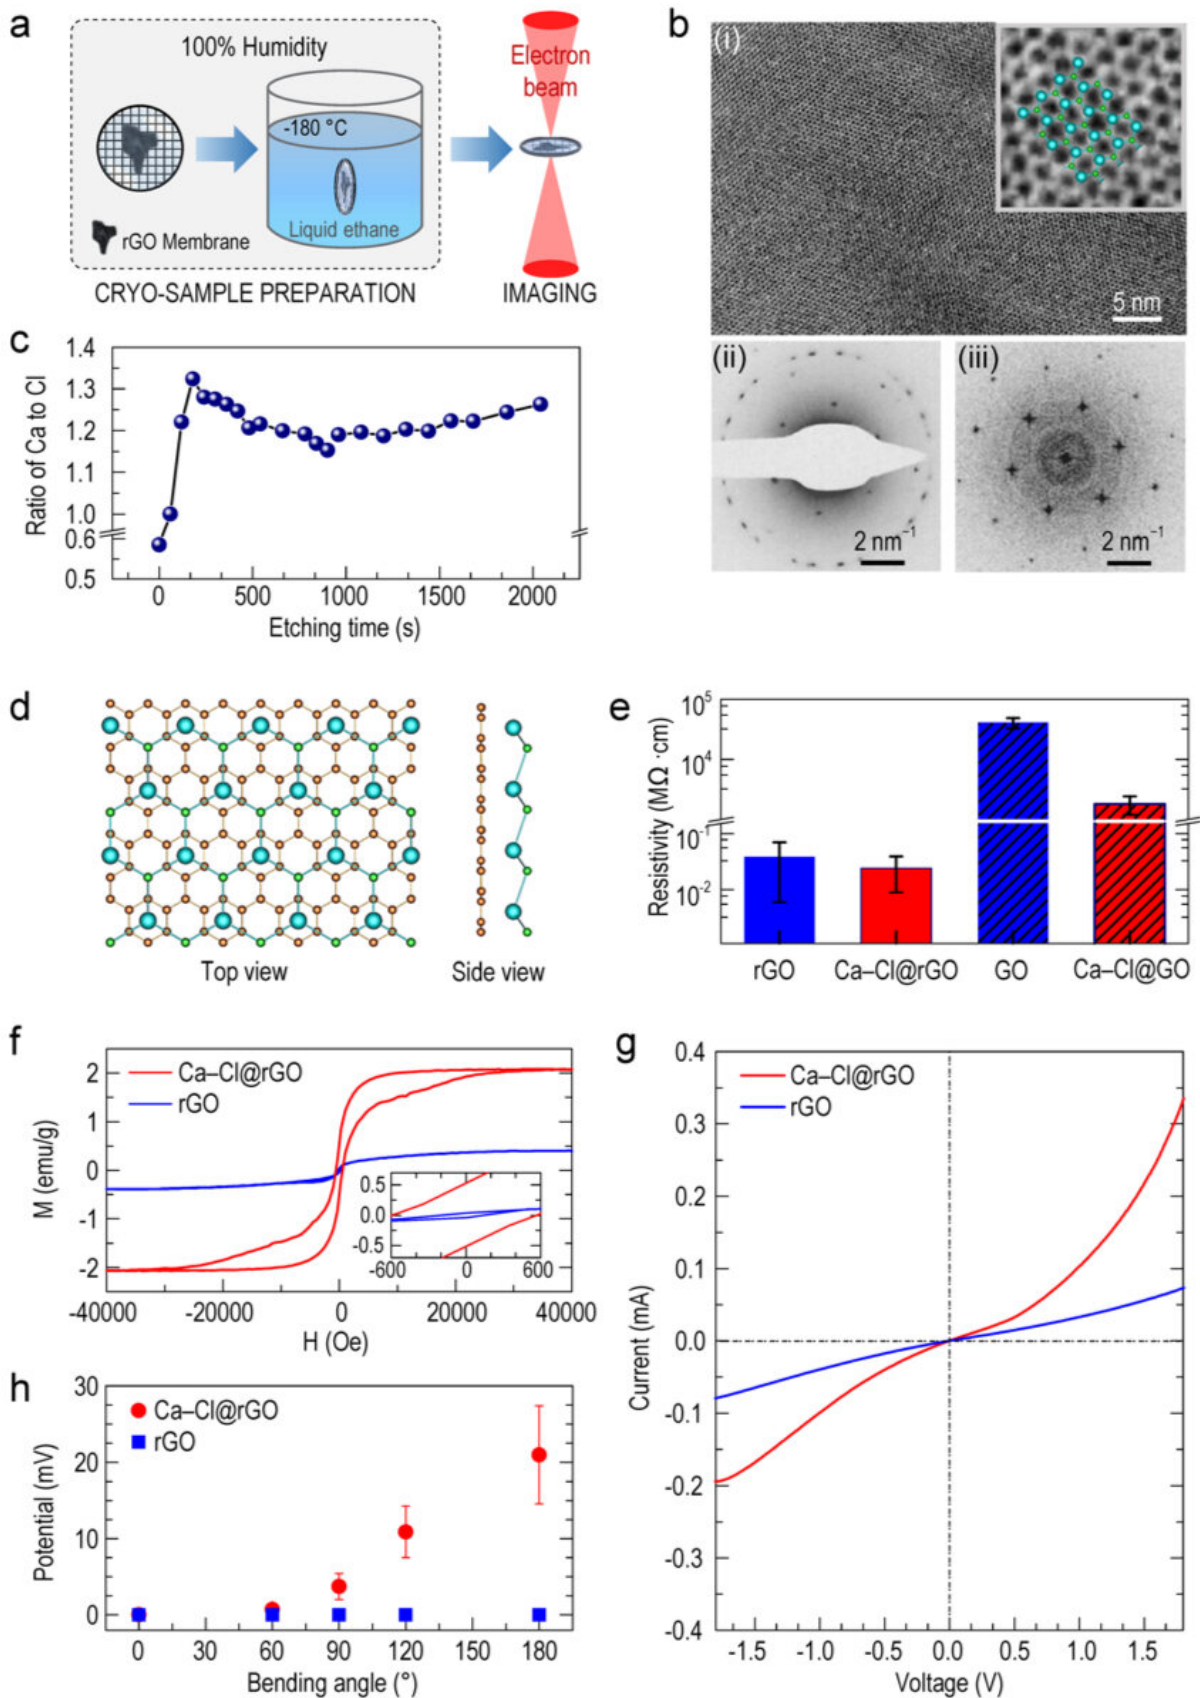 a
100% Humidity
-180 °C
Liquid ethane
rGO Membrane
CRYO-SAMPLE PREPARATION
Electron
beam
IMAGING
b
(i)
5 nm
(ii)
2 nm⁻¹
(iii)
2 nm⁻¹
c
Ratio of Ca to Cl
1.4
1.3
1.2
1.1
1.0
0.6
0.5
0 500 1000 1500 2000
Etching time (s)
d
Top view
Side view
e
Resistivity (MΩ ·cm)
10⁵
10⁴
10⁻¹
10⁻²
rGO Ca–Cl@rGO GO Ca–Cl@GO
f
Ca–Cl@rGO
rGO
M (emu/g)
2
1
0
-1
-2
0.5
0.0
-0.5
-600 0 600
-40000 -20000 0 20000 40000
H (Oe)
g
Ca–Cl@rGO
rGO
Current (mA)
0.4
0.3
0.2
0.1
0.0
-0.1
-0.2
-0.3
-0.4
-1.5 -1.0 -0.5 0.0 0.5 1.0 1.5
Voltage (V)
h
Ca–Cl@rGO
rGO
Potential (mV)
30
20
10
0
0 30 60 90 120 150 180
Bending angle (°)